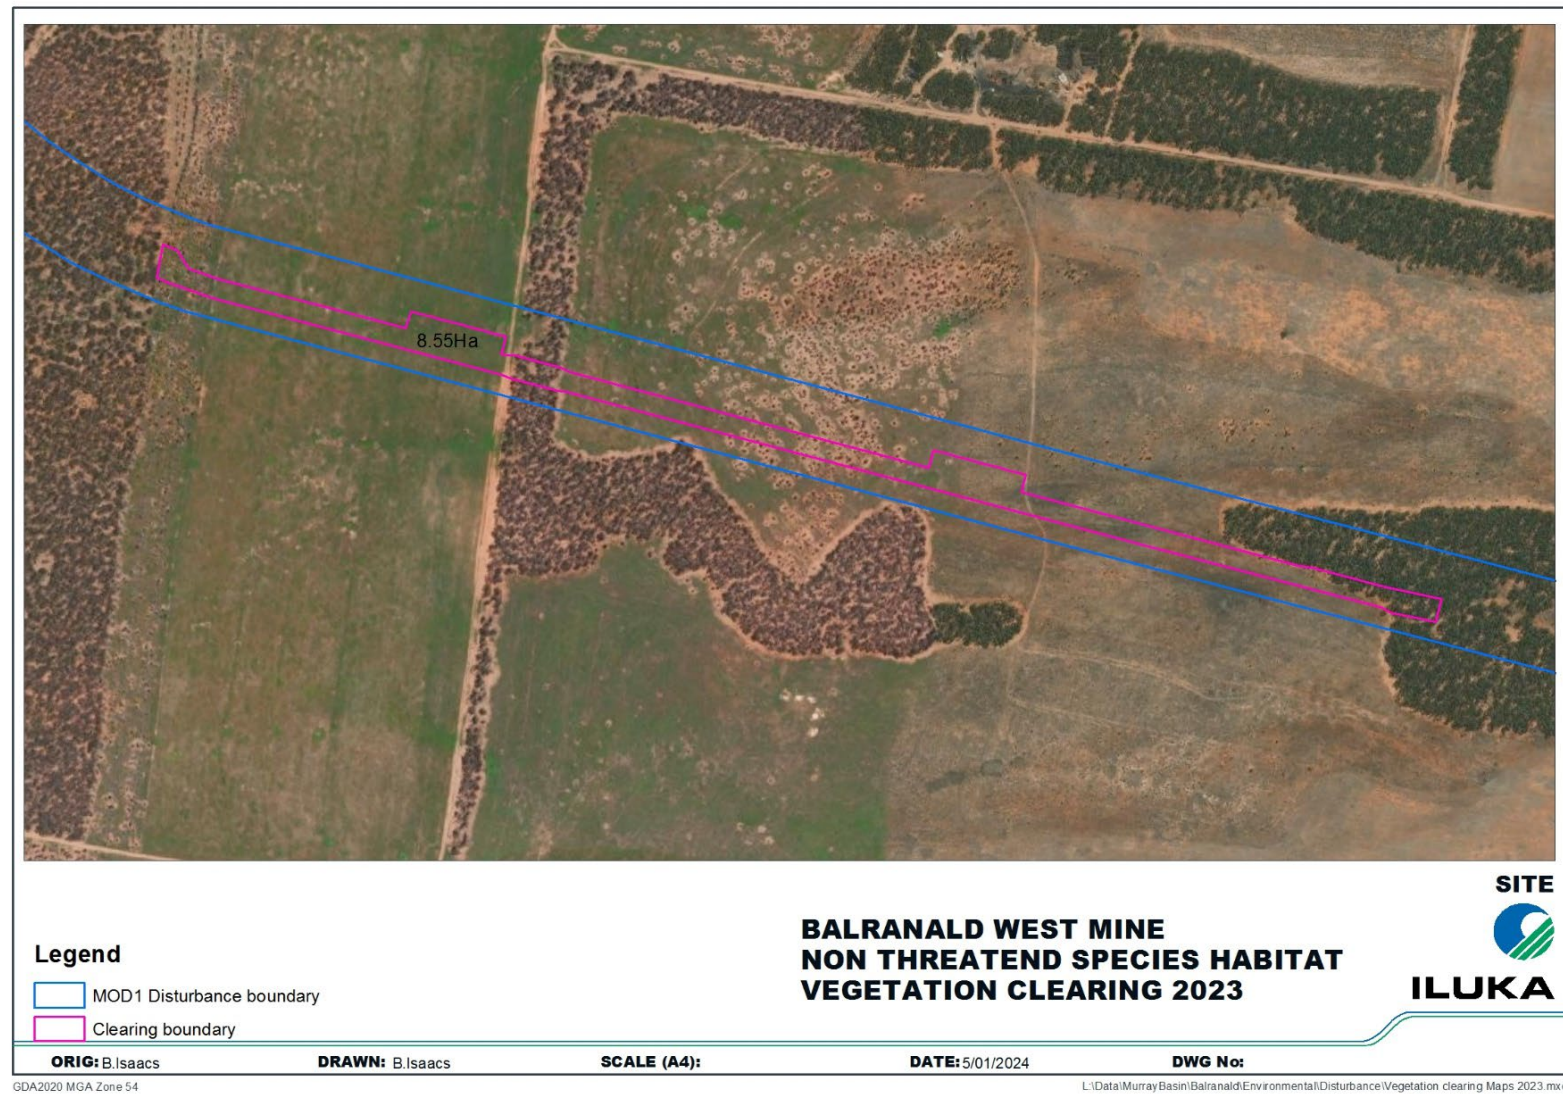 8.55Ha
SITE
BALRANALD WEST MINE
NON THREATEND SPECIES HABITAT
VEGETATION CLEARING 2023
ILUKA
Legend
MOD1 Disturbance boundary
Clearing boundary
ORIG: B.Isaacs DRAWN: B.Isaacs SCALE (A4): DATE: 5/01/2024 DWG No:
GDA2020 MGA Zone 54 L:\Data\MurrayBasin\Balranald\Environmental\Disturbance\Vegetation clearing Maps 2023.mx